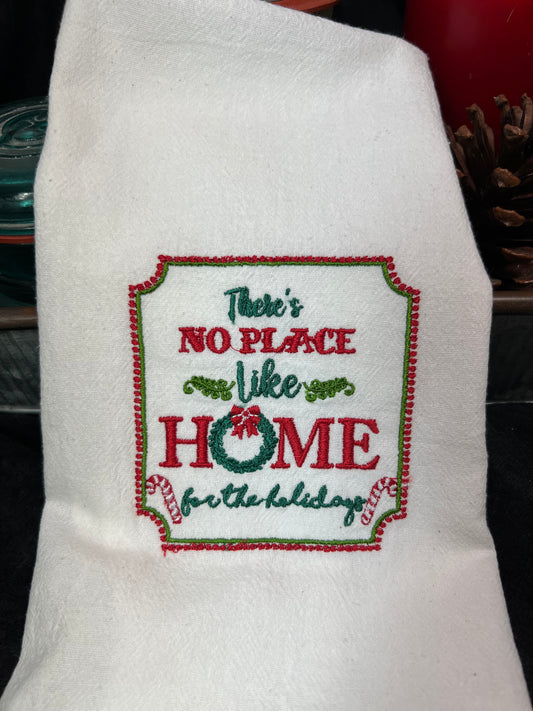 There's
NO PLACE
like
HOME
for the holidays